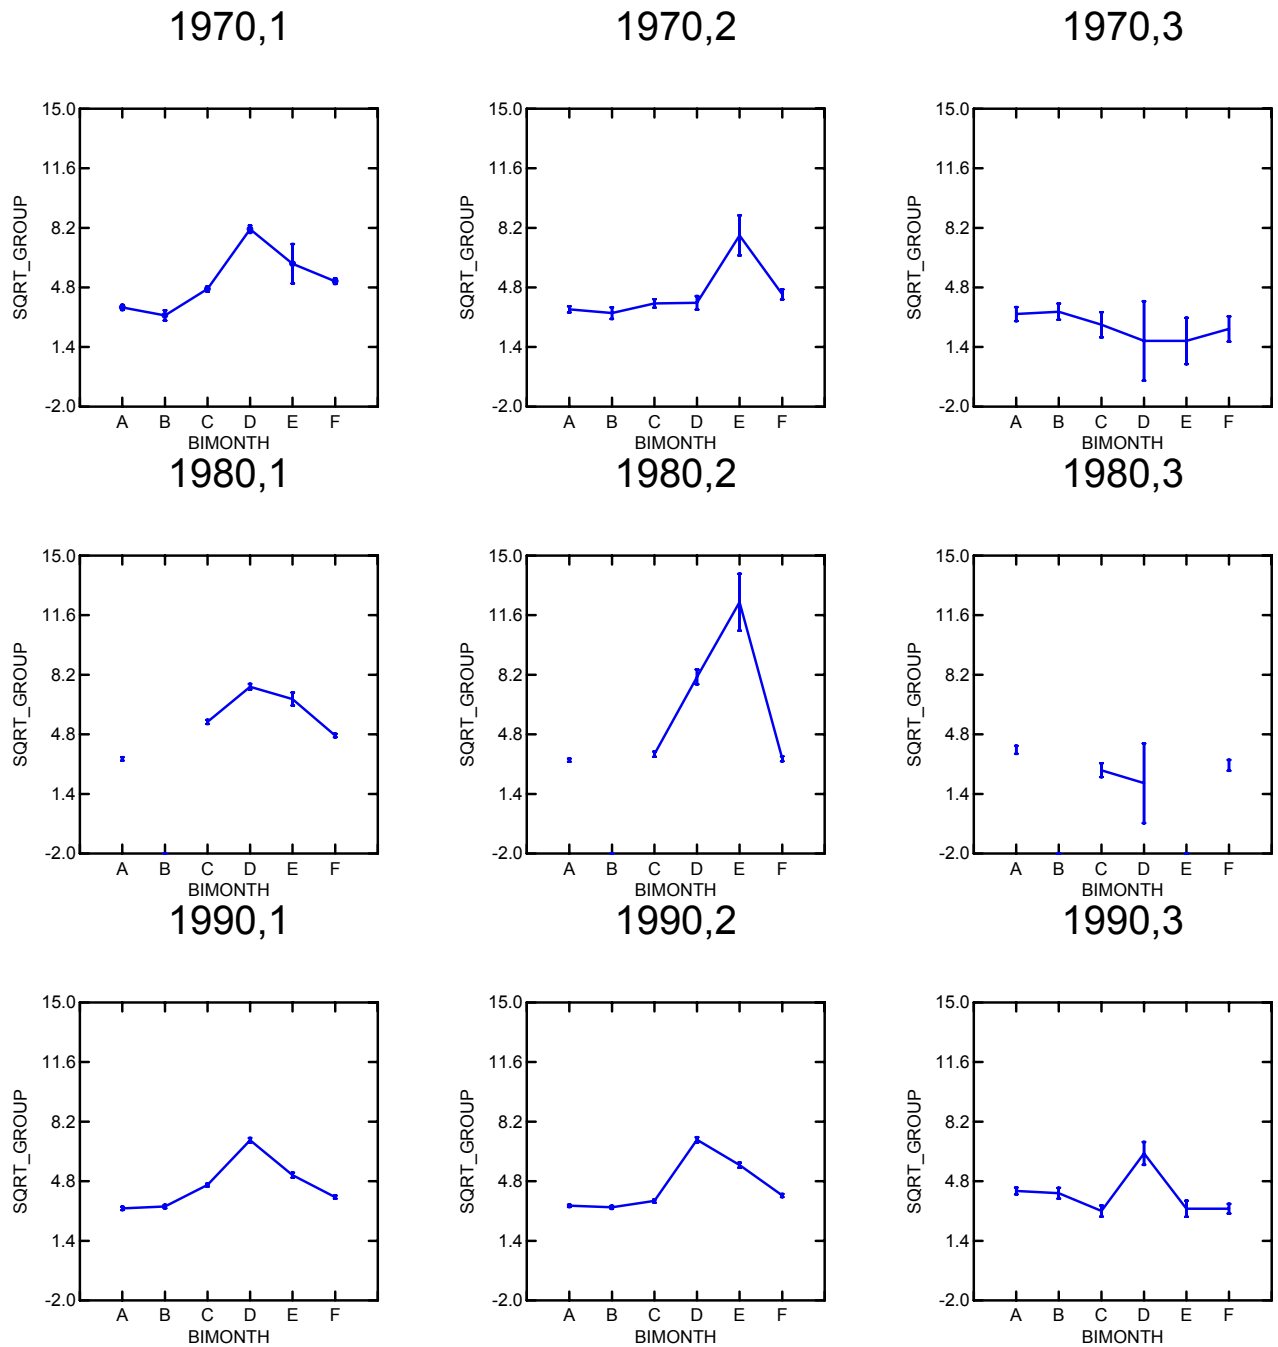 1970,1 1970,2 1970,3
15.0 15.0 15.0
11.6 11.6 11.6
8.2 8.2 8.2
4.8 4.8 4.8
1.4 1.4 1.4
-2.0 -2.0 -2.0
SQRT_GROUP SQRT_GROUP SQRT_GROUP
A B C D E F A B C D E F A B C D E F
BIMONTH BIMONTH BIMONTH
1980,1 1980,2 1980,3
15.0 15.0 15.0
11.6 11.6 11.6
8.2 8.2 8.2
4.8 4.8 4.8
1.4 1.4 1.4
-2.0 -2.0 -2.0
SQRT_GROUP SQRT_GROUP SQRT_GROUP
A B C D E F A B C D E F A B C D E F
BIMONTH BIMONTH BIMONTH
1990,1 1990,2 1990,3
15.0 15.0 15.0
11.6 11.6 11.6
8.2 8.2 8.2
4.8 4.8 4.8
1.4 1.4 1.4
-2.0 -2.0 -2.0
SQRT_GROUP SQRT_GROUP SQRT_GROUP
A B C D E F A B C D E F A B C D E F
BIMONTH BIMONTH BIMONTH